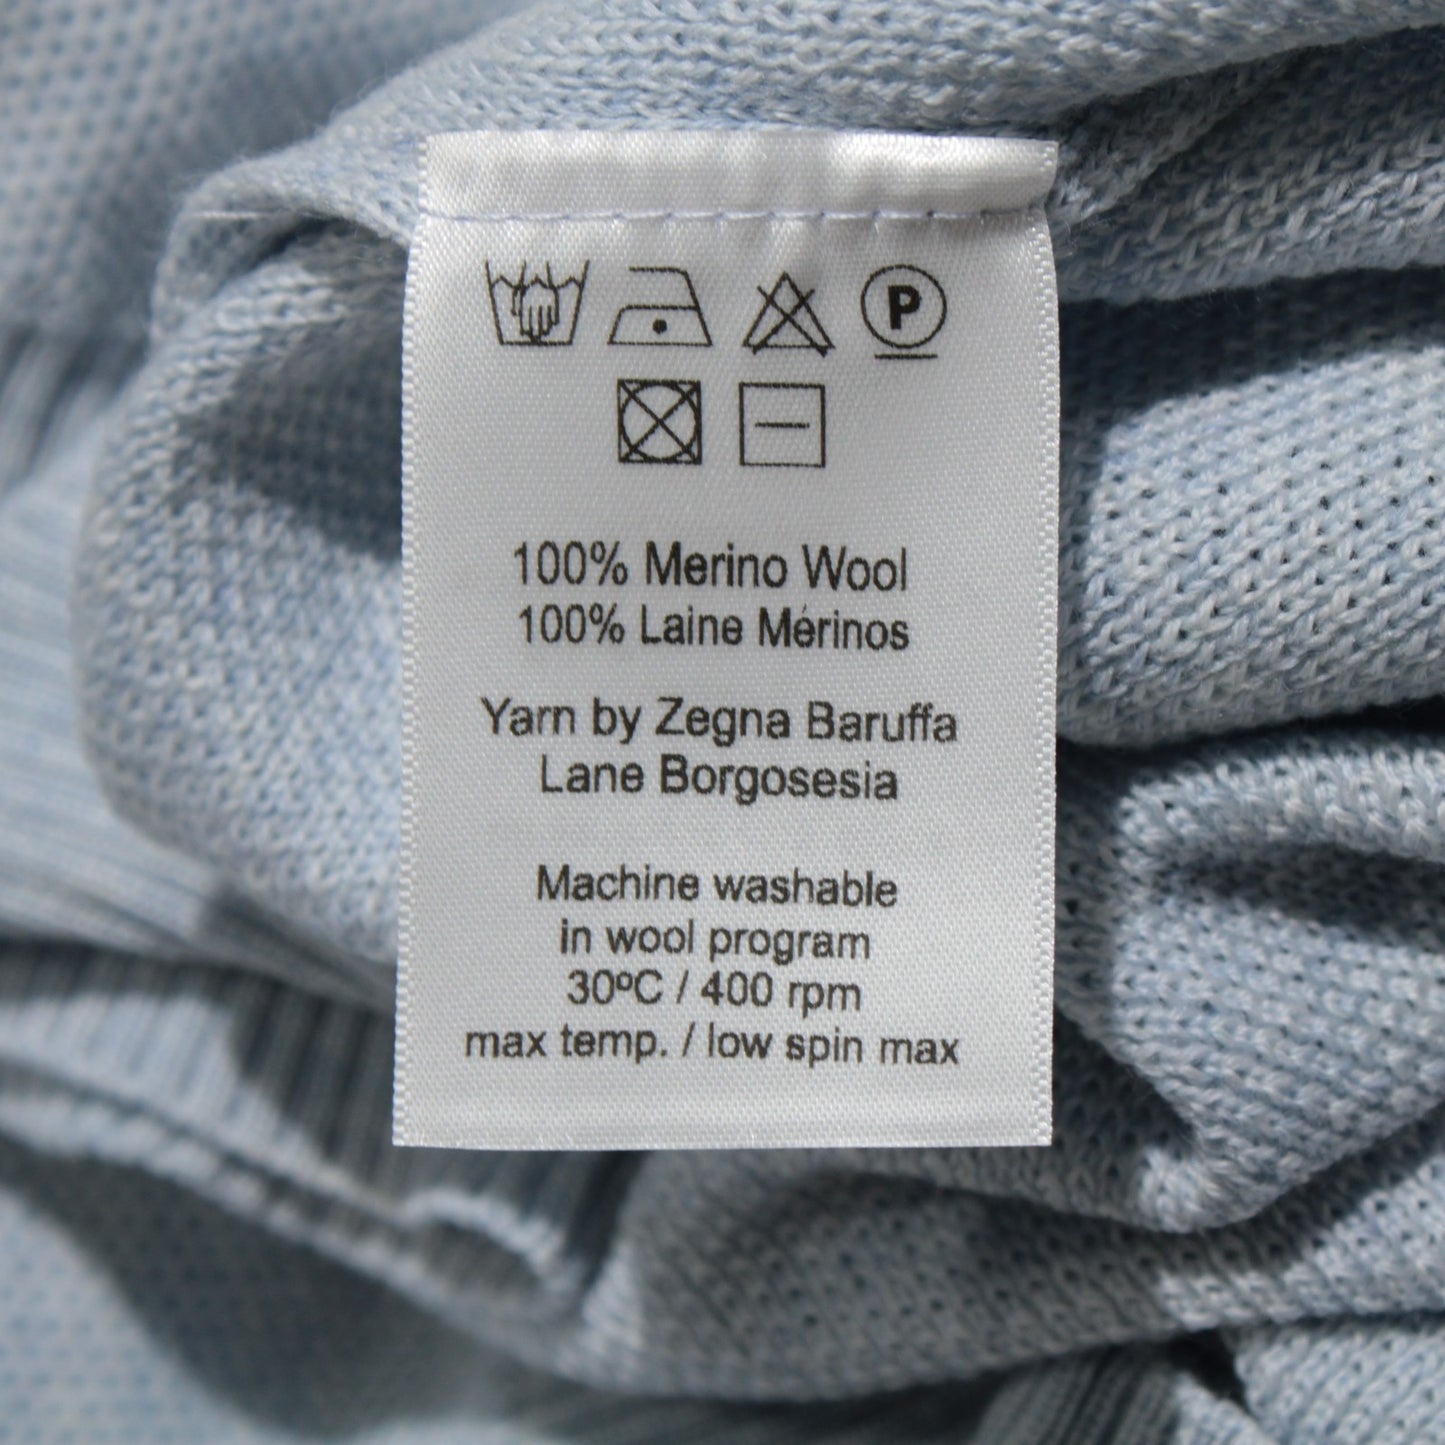 P
100% Merino Wool
100% Laine Mérinos
Yarn by Zegna Baruffa
Lane Borgosesia
Machine washable
in wool program
30ºC / 400 rpm
max temp. / low spin max